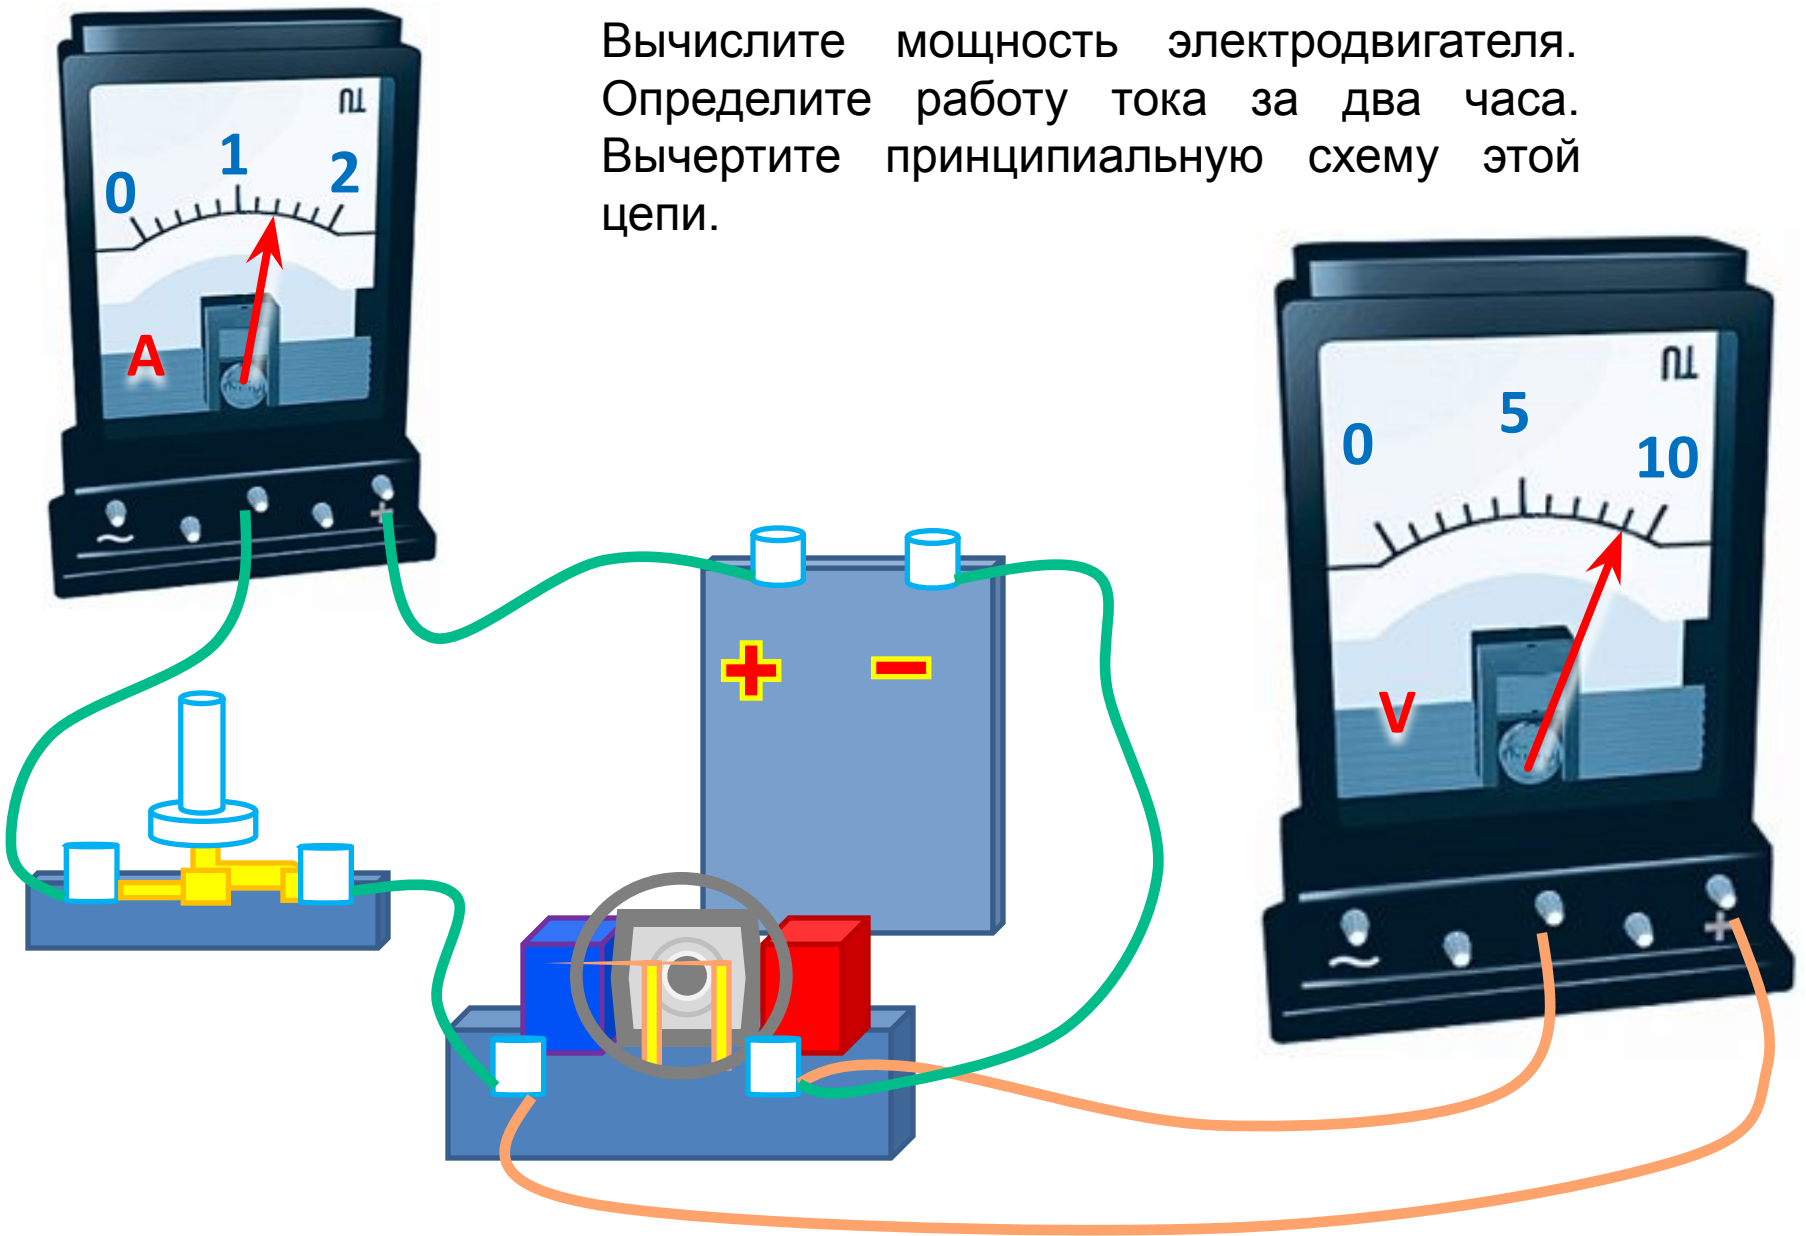 Вычислите мощность электродвигателя.
Определите работу тока за два часа.
Вычертите принципиальную схему этой
цепи.
0 1 2
A
+
~
0 5 10
V
+
~
+ −